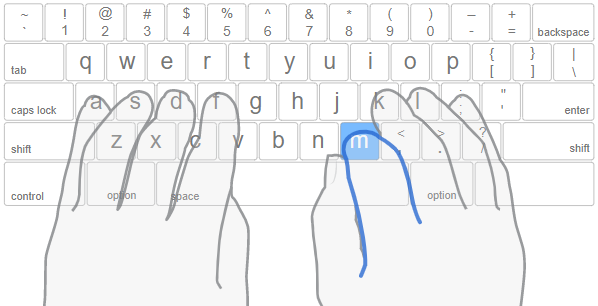 ~ ! @ # $ % ^ & * ( ) – +
` 1 2 3 4 5 6 7 8 9 0 - = backspace
tab q w e r t y u i o p { [ } ] | \
caps lock a s d f g h j k l : ; " ' enter
shift z x c v b n m < , > . ? / shift
control option space option